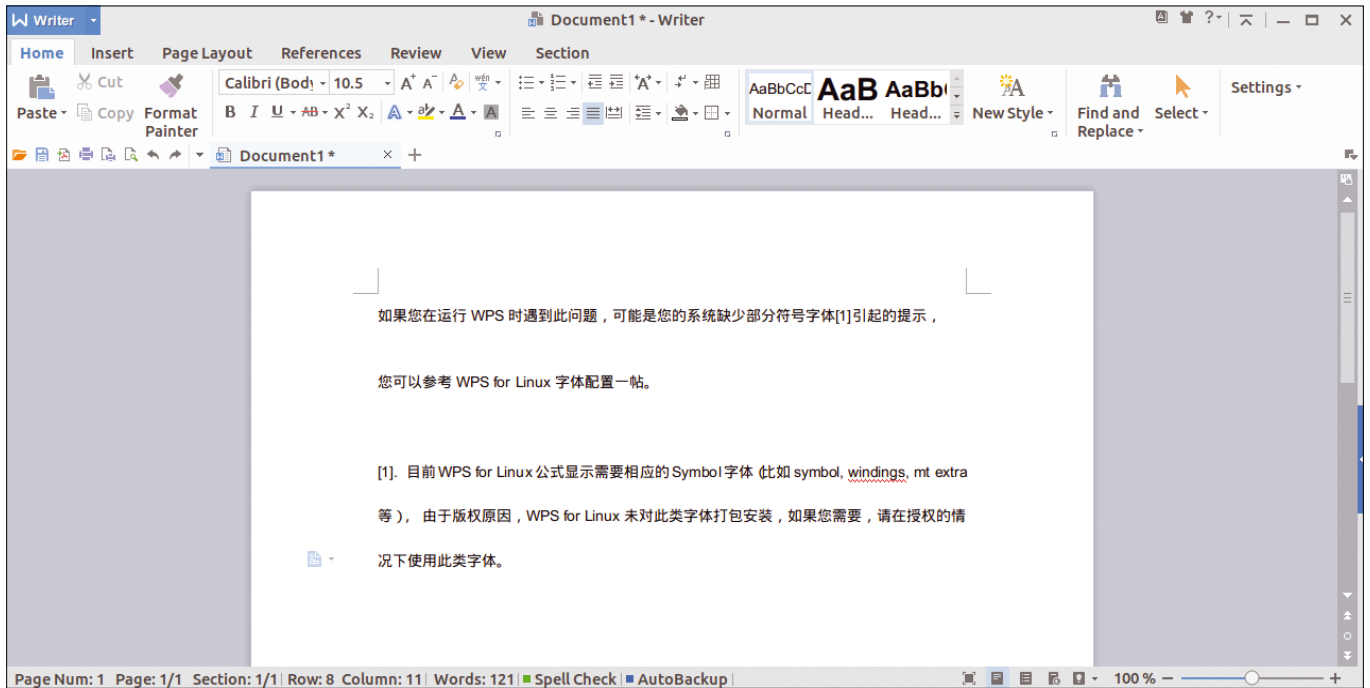 Writer
Document1 * - Writer
Home Insert Page Layout References Review View Section
Paste Cut Copy Format Painter
Calibri (Body 10.5
AaBbCcD AaB AaBb(
Normal Head... Head...
New Style
Find and Replace
Select
Settings
Document1 *
如果您在运行 WPS 时遇到此问题，可能是您的系统缺少部分符号字体[1]引起的提示，
您可以参考 WPS for Linux 字体配置一帖。
[1]. 目前 WPS for Linux 公式显示需要相应的 Symbol 字体 (比如 symbol, windings, mt extra
等）， 由于版权原因，WPS for Linux 未对此类字体打包安装，如果您需要，请在授权的情
况下使用此类字体。
Page Num: 1 Page: 1/1 Section: 1/1 Row: 8 Column: 11 Words: 121 Spell Check AutoBackup 100 %